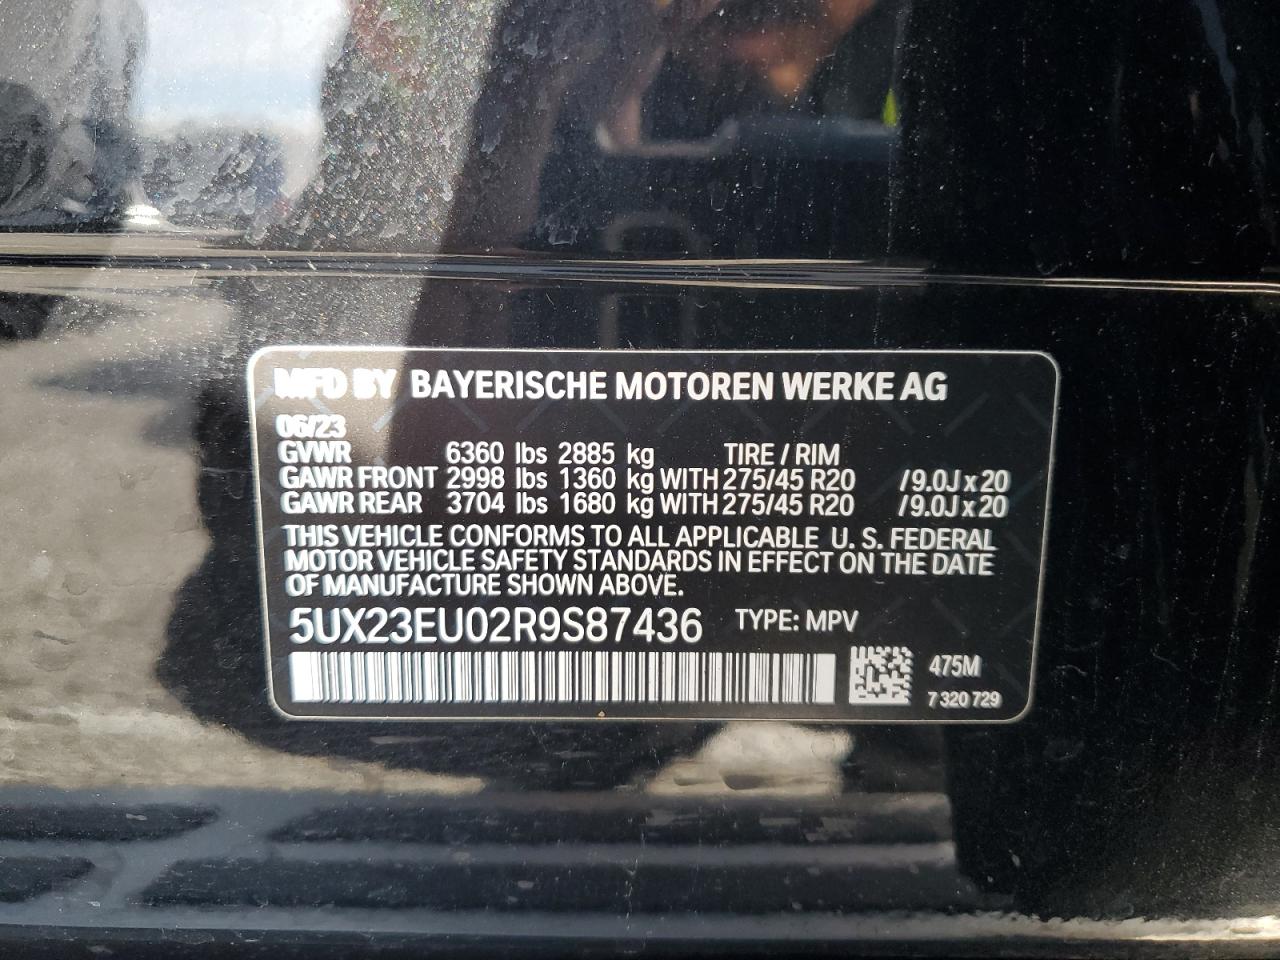 MFD BY BAYERISCHE MOTOREN WERKE AG
06/23
GVWR 6360 lbs 2885 kg TIRE / RIM
GAWR FRONT 2998 lbs 1360 kg WITH 275/45 R20 /9.0J x 20
GAWR REAR 3704 lbs 1680 kg WITH 275/45 R20 /9.0J x 20
THIS VEHICLE CONFORMS TO ALL APPLICABLE U. S. FEDERAL
MOTOR VEHICLE SAFETY STANDARDS IN EFFECT ON THE DATE
OF MANUFACTURE SHOWN ABOVE.
5UX23EU02R9S87436 TYPE: MPV
475M
7 320 729